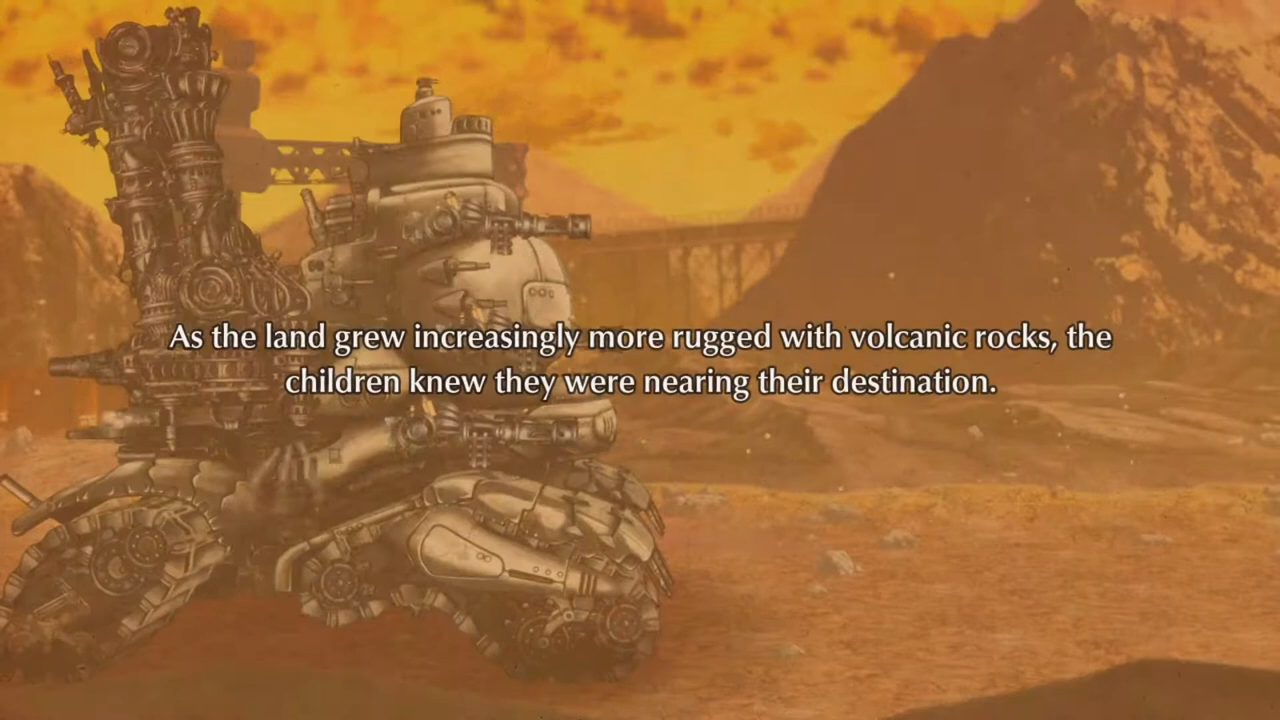 As the land grew increasingly more rugged with volcanic rocks, the
children knew they were nearing their destination.